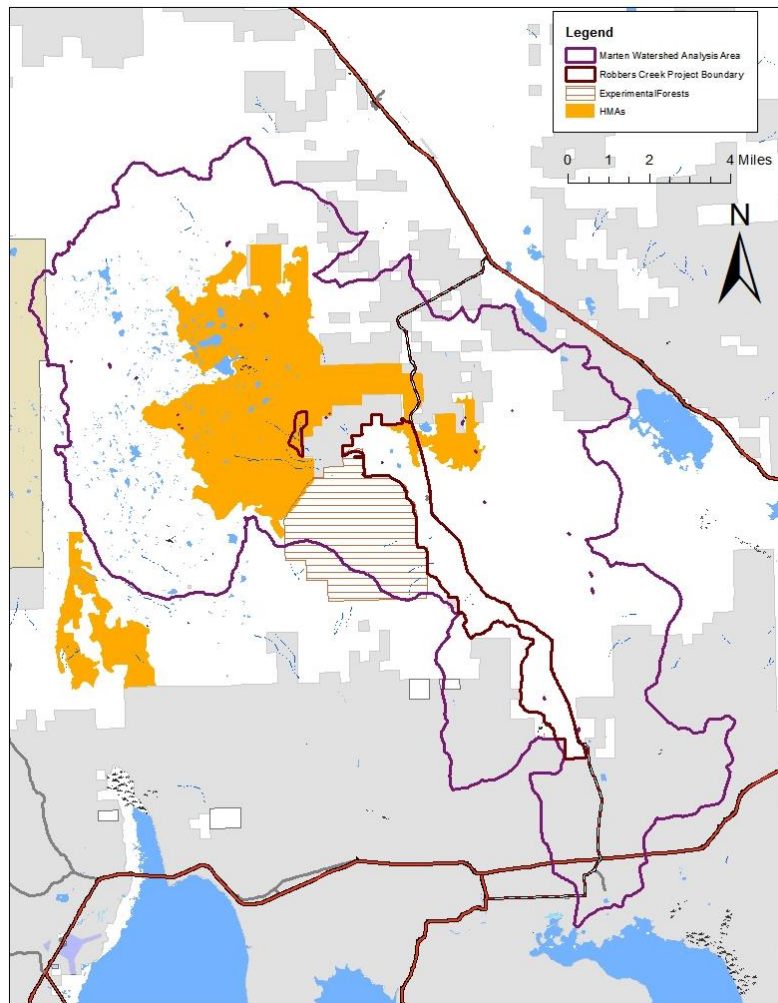 Legend
Marten Watershed Analysis Area
Robbers Creek Project Boundary
ExperimentalForests
HMAs
0 1 2 4 Miles
N